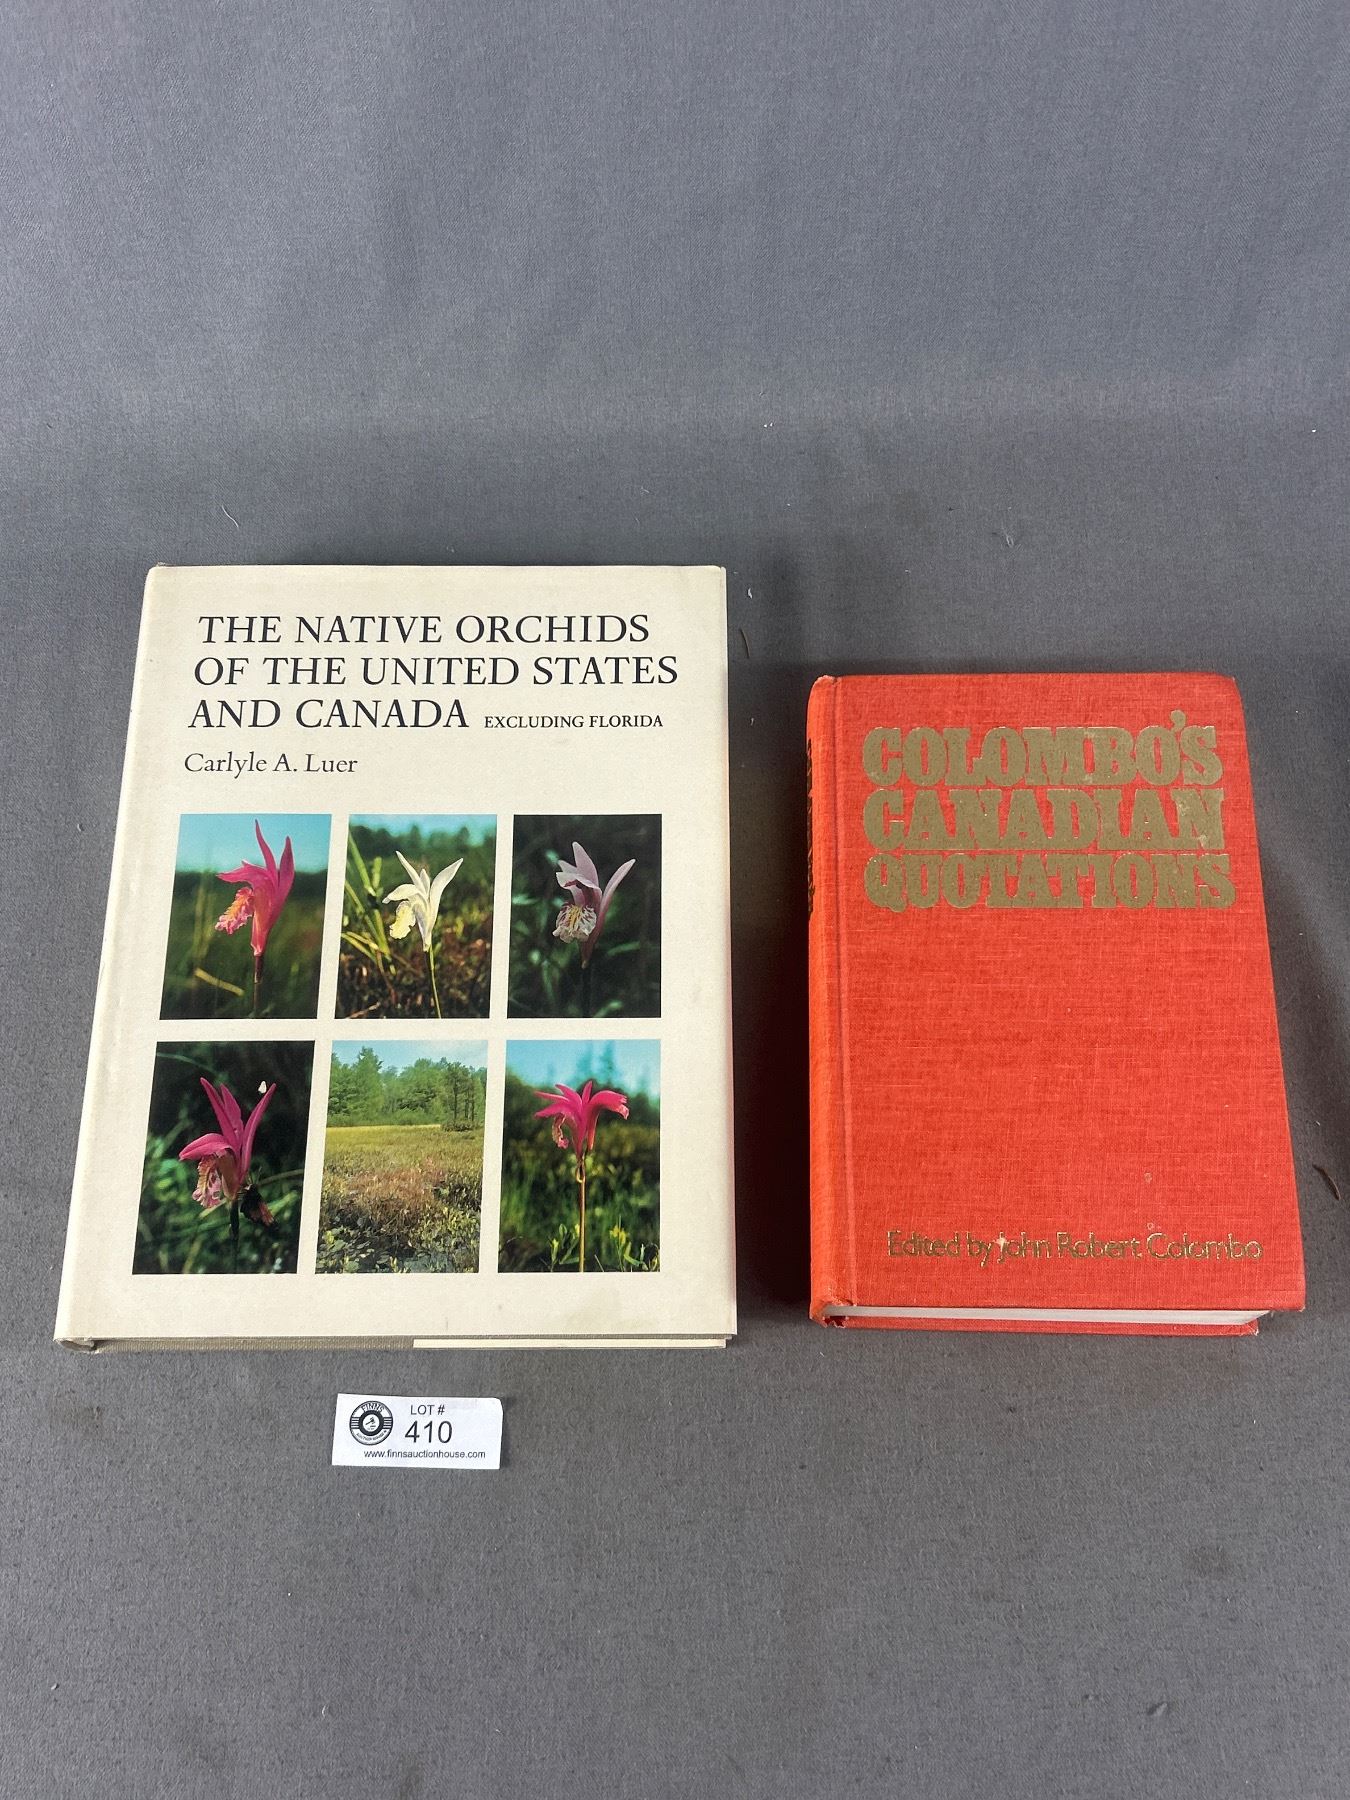 THE NATIVE ORCHIDS
OF THE UNITED STATES
AND CANADA EXCLUDING FLORIDA
Carlyle A. Luer
COLOMBO'S
CANADIAN
QUOTATIONS
Edited by John Robert Colombo
FINNS
LOT #
410
www.finnsauctionhouse.com